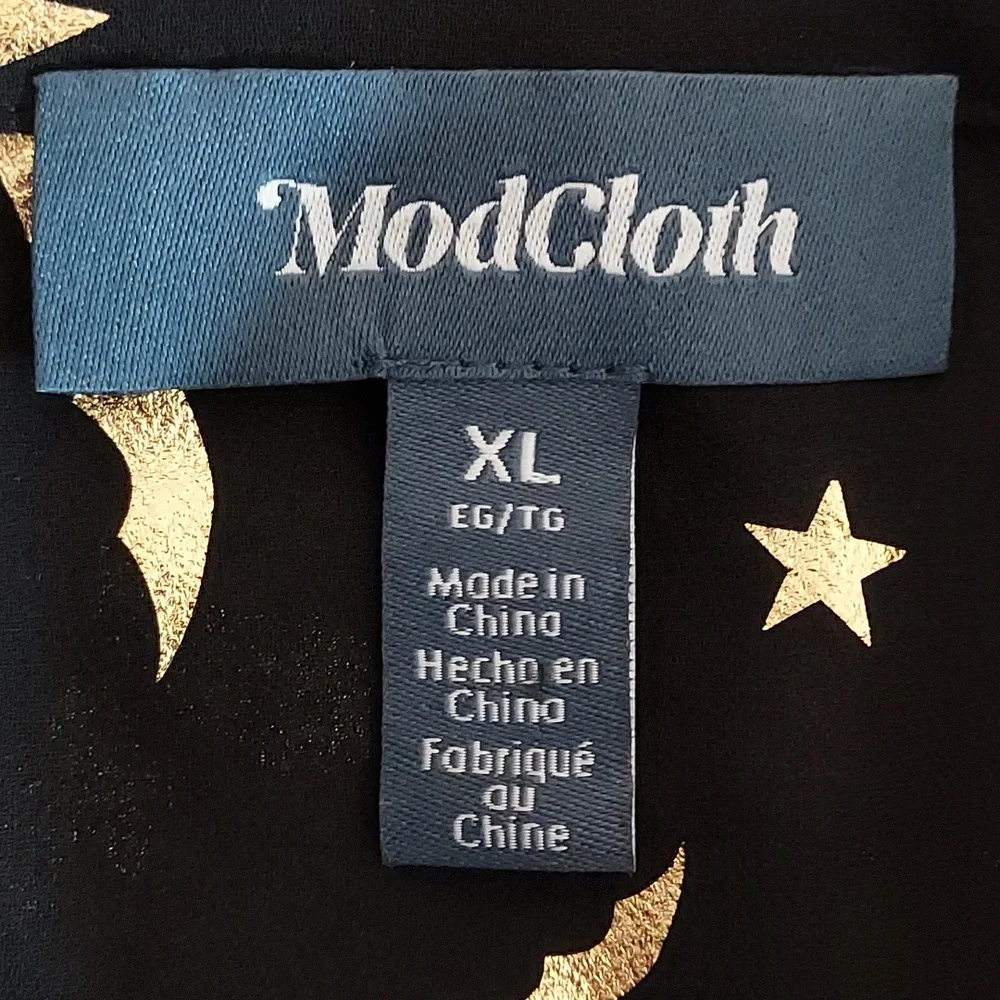 ModCloth
XL
EG/TG
Made in
China
Hecho en
China
Fabriqué
au
Chine